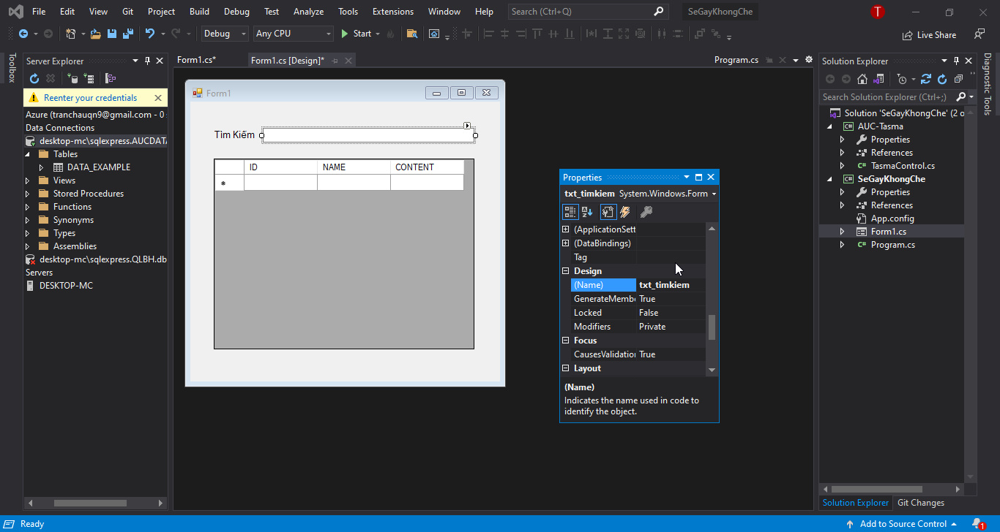 File Edit View Git Project Build Debug Test Analyze Tools Extensions Window Help Search (Ctrl+Q) SeGayKhongChe T
Debug Any CPU Start Live Share
Toolbox
Server Explorer
Reenter your credentials
Azure (tranchauqn9@gmail.com - 0
Data Connections
desktop-mc\sqlexpress.AUCDATA
Tables
DATA_EXAMPLE
Views
Stored Procedures
Functions
Synonyms
Types
Assemblies
desktop-mc\sqlexpress.QLBH.db
Servers
DESKTOP-MC
Form1.cs* Form1.cs [Design]* Program.cs
Form1
Tìm Kiếm
ID NAME CONTENT
*
Properties
txt_timkiem System.Windows.Form
(ApplicationSett
(DataBindings)
Tag
Design
(Name) txt_timkiem
GenerateMembe True
Locked False
Modifiers Private
Focus
CausesValidation True
Layout
(Name)
Indicates the name used in code to
identify the object.
Solution Explorer
Search Solution Explorer (Ctrl+;)
Solution 'SeGayKhongChe' (2 o
AUC-Tasma
Properties
References
TasmaControl.cs
SeGayKhongChe
Properties
References
App.config
Form1.cs
Program.cs
Solution Explorer Git Changes
Diagnostic Tools
Ready Add to Source Control 1